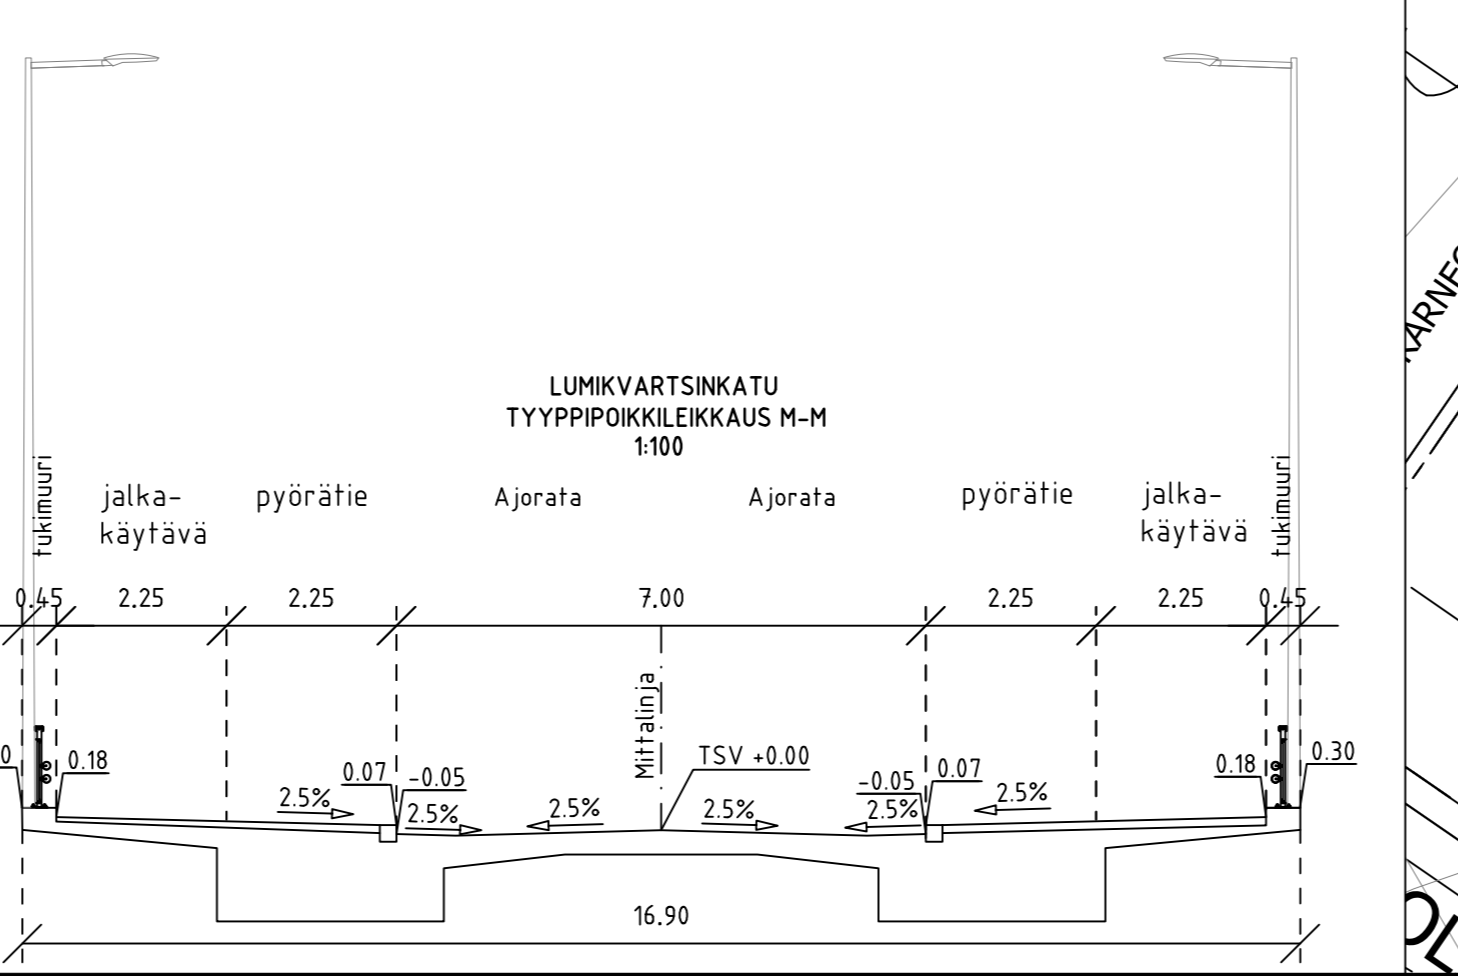 LUMIKVARTSINKATU
TYYPPIPOIKKILEIKKAUS M-M
1:100
tukimuuri
jalka-
käytävä
pyörätie
Ajorata
Ajorata
pyörätie
jalka-
käytävä
tukimuuri
0.45 2.25 2.25 7.00 2.25 2.25 0.45
Mittalinja
0 0.18 0.07 -0.05 TSV +0.00 -0.05 0.07 0.18 0.30
2.5% 2.5% 2.5% 2.5% 2.5% 2.5%
16.90
KARNEO
OL